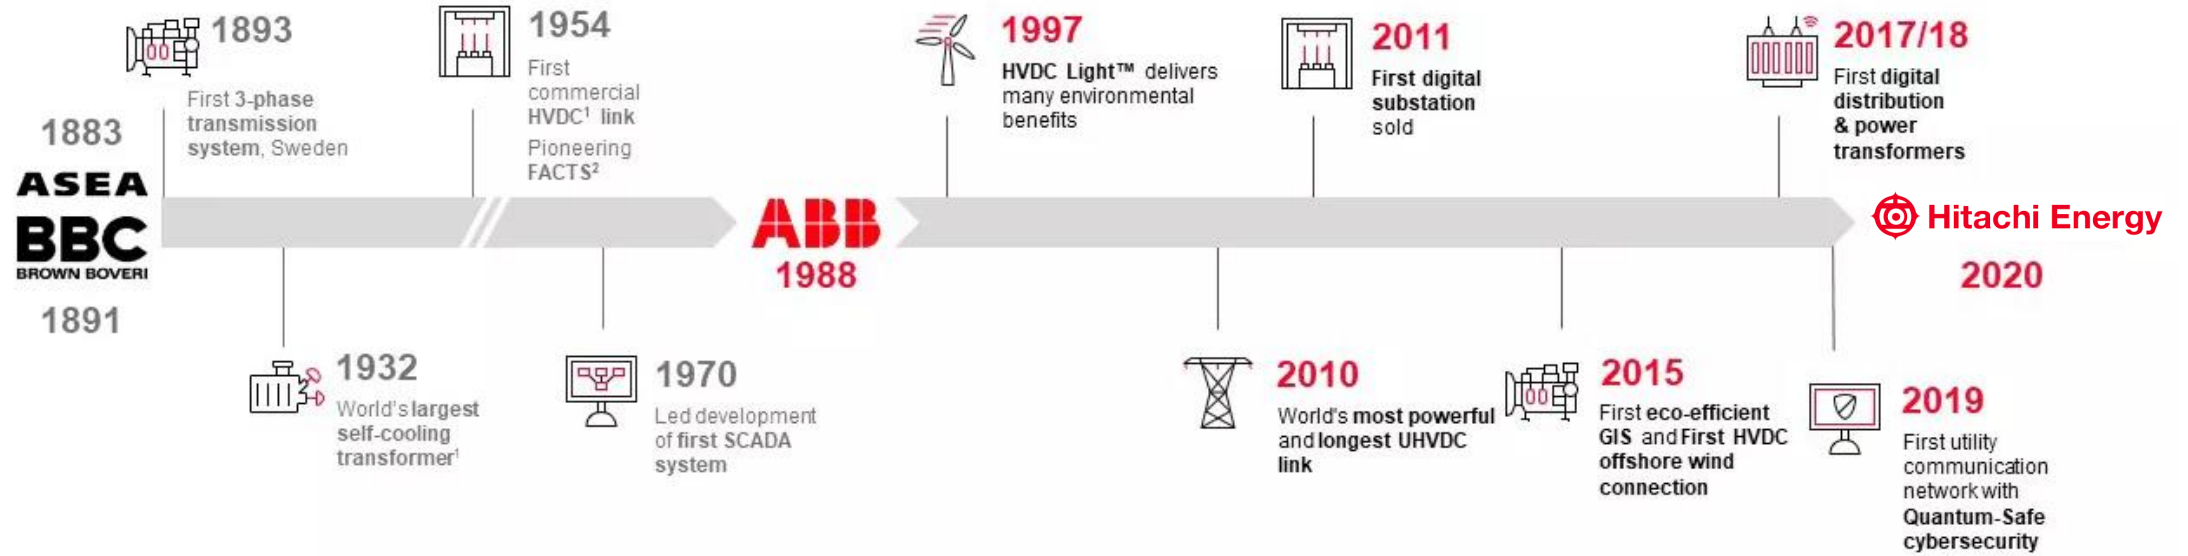 1883
ASEA
BBC
BROWN BOVERI
1891
1893
First 3-phase
transmission
system, Sweden
1932
World's largest
self-cooling
transformer¹
1954
First
commercial
HVDC¹ link
Pioneering
FACTS²
1970
Led development
of first SCADA
system
ABB
1988
1997
HVDC Light™ delivers
many environmental
benefits
2010
World's most powerful
and longest UHVDC
link
2011
First digital
substation
sold
2015
First eco-efficient
GIS and First HVDC
offshore wind
connection
2017/18
First digital
distribution
& power
transformers
2019
First utility
communication
network with
Quantum-Safe
cybersecurity
Hitachi Energy
2020